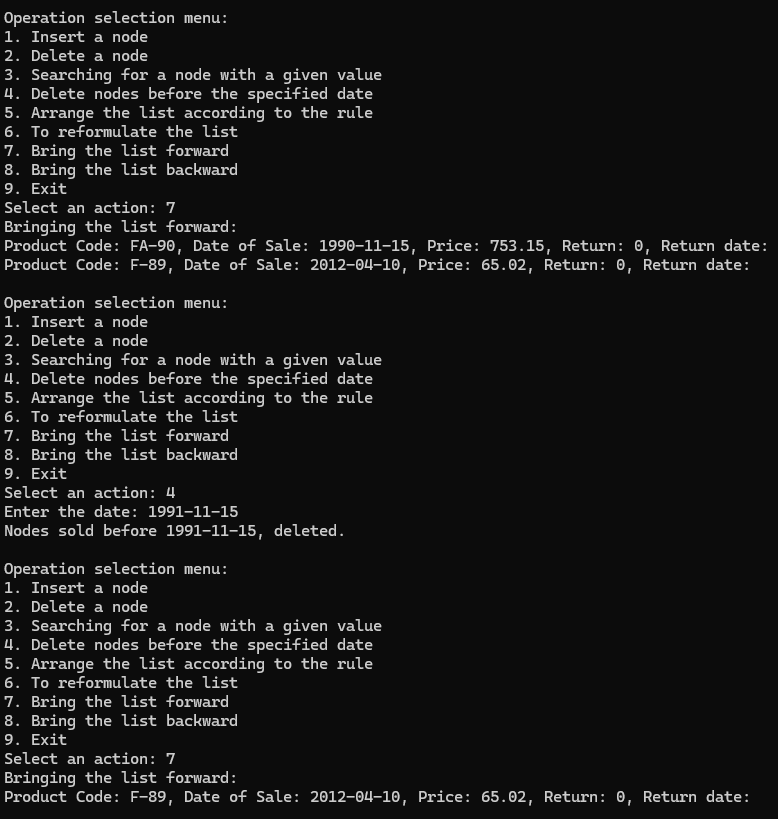 Operation selection menu:
1. Insert a node
2. Delete a node
3. Searching for a node with a given value
4. Delete nodes before the specified date
5. Arrange the list according to the rule
6. To reformulate the list
7. Bring the list forward
8. Bring the list backward
9. Exit
Select an action: 7
Bringing the list forward:
Product Code: FA-90, Date of Sale: 1990-11-15, Price: 753.15, Return: 0, Return date:
Product Code: F-89, Date of Sale: 2012-04-10, Price: 65.02, Return: 0, Return date:

Operation selection menu:
1. Insert a node
2. Delete a node
3. Searching for a node with a given value
4. Delete nodes before the specified date
5. Arrange the list according to the rule
6. To reformulate the list
7. Bring the list forward
8. Bring the list backward
9. Exit
Select an action: 4
Enter the date: 1991-11-15
Nodes sold before 1991-11-15, deleted.

Operation selection menu:
1. Insert a node
2. Delete a node
3. Searching for a node with a given value
4. Delete nodes before the specified date
5. Arrange the list according to the rule
6. To reformulate the list
7. Bring the list forward
8. Bring the list backward
9. Exit
Select an action: 7
Bringing the list forward:
Product Code: F-89, Date of Sale: 2012-04-10, Price: 65.02, Return: 0, Return date: